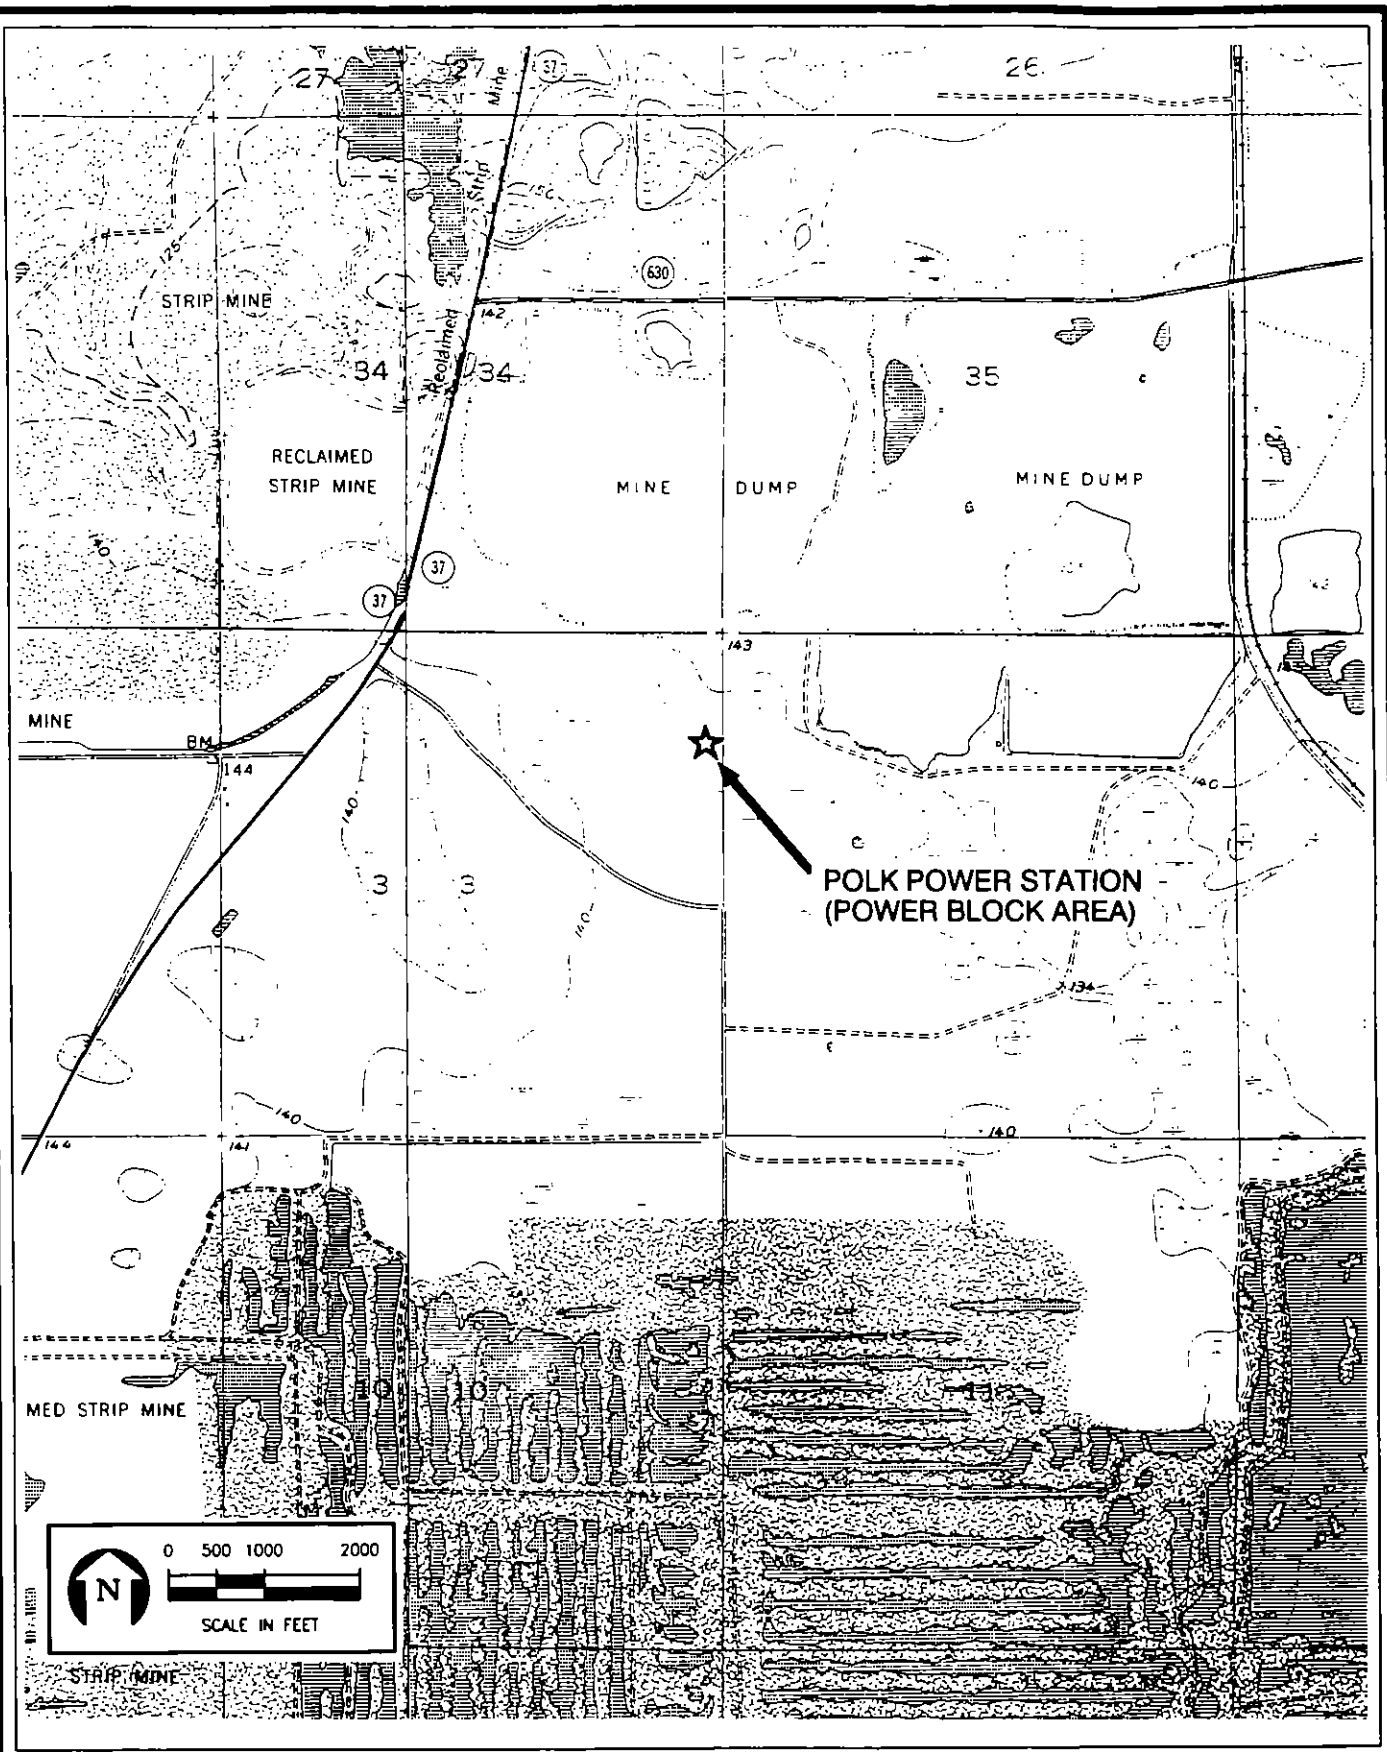 27
27
Mine
37
26
Strip
150
125
630
STRIP MINE
142
Reclaimed
34
34
35
RECLAIMED
STRIP MINE
MINE DUMP
MINE DUMP
140
37
37
143
MINE
BM
144
140
140
3
3
POLK POWER STATION
(POWER BLOCK AREA)
140
134
140
144
141
140
10
10
MED STRIP MINE
N
0 500 1000 2000
SCALE IN FEET
STRIP MINE